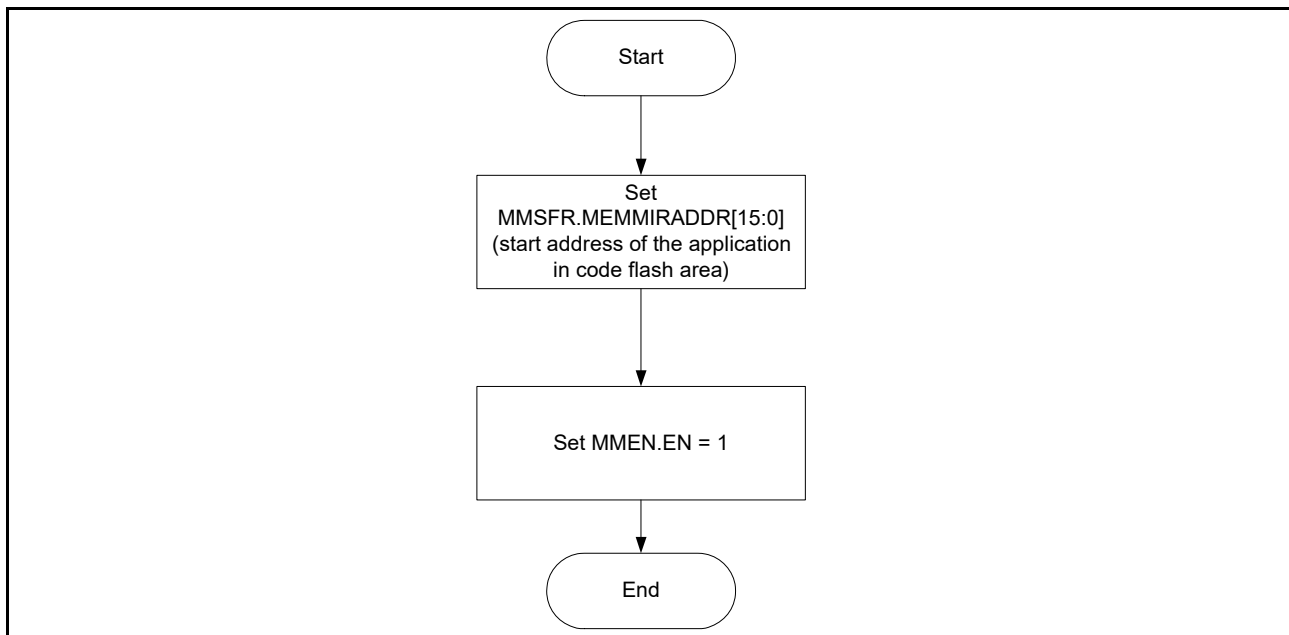 Start
Set
MMSFR.MEMMIRADDR[15:0]
(start address of the application
in code flash area)
Set MMEN.EN = 1
End